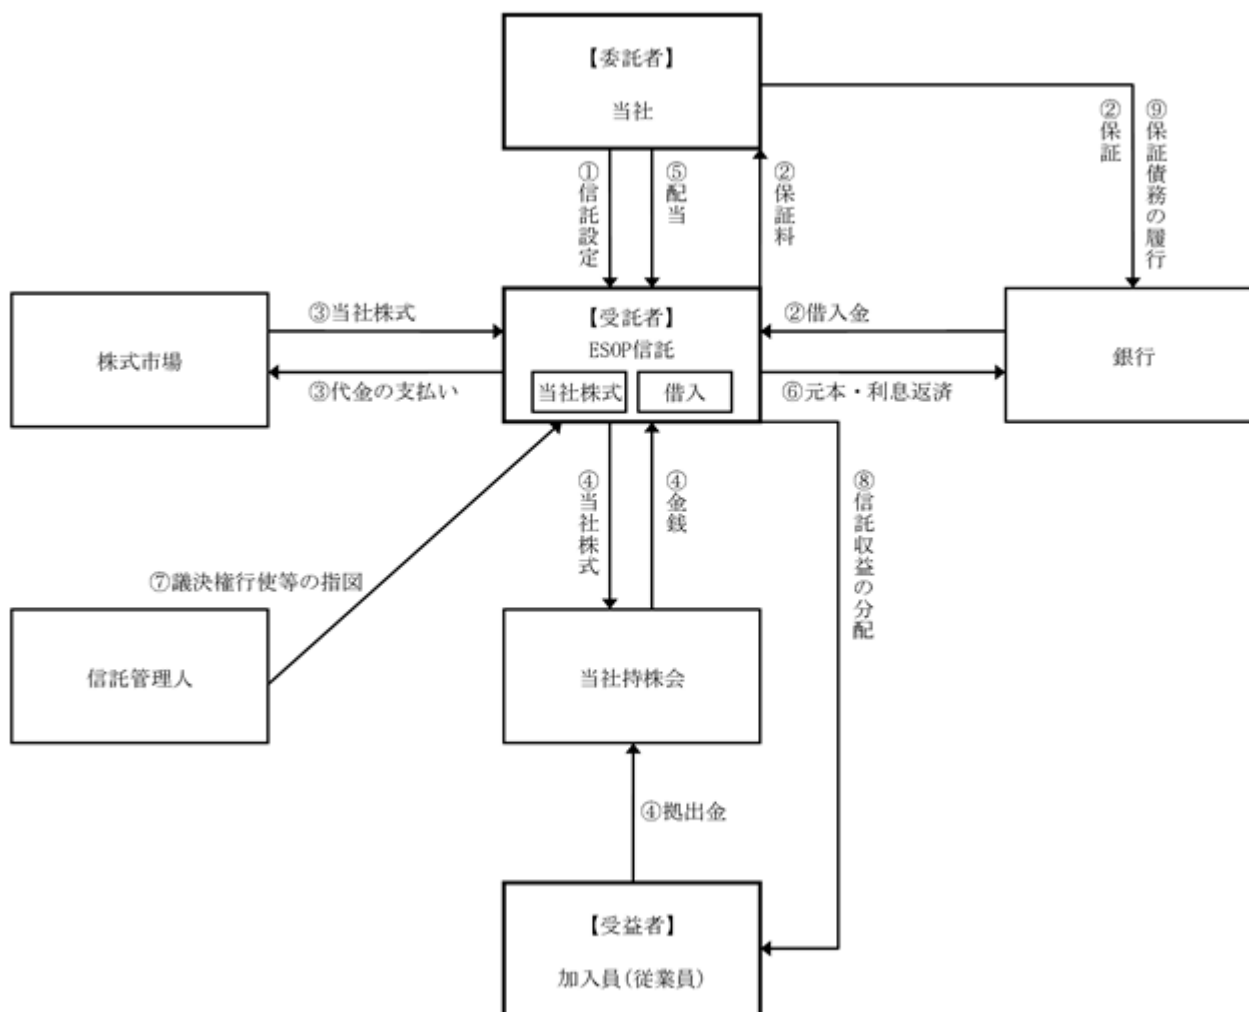 【委託者】
当社
①信託設定
⑤配当
②保証料
②保証
⑨保証債務の履行
株式市場
③当社株式
③代金の支払い
【受託者】
ESOP信託
当社株式
借入
②借入金
⑥元本・利息返済
銀行
④当社株式
④金銭
⑧信託収益の分配
⑦議決権行使等の指図
信託管理人
当社持株会
④拠出金
【受益者】
加入員(従業員)